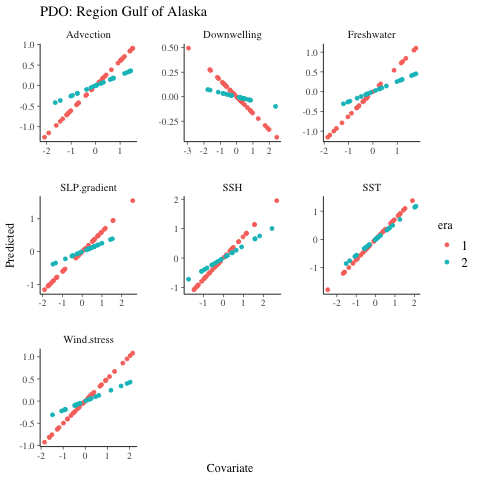 PDO: Region Gulf of Alaska
Advection Downwelling Freshwater
1.0 0.5 0.0 -0.5 -1.0
0.50 0.25 0.00 -0.25
1.0 0.5 0.0 -0.5 -1.0
-2 -1 0 1
-3 -2 -1 0 1 2
-2 -1 0 1
SLP.gradient SSH SST
1 0 -1
2 1 0 -1
1 0 -1
-2 -1 0 1 2
-2 -1 0 1 2
-2 -1 0 1 2
Predicted
era
1
2
Wind.stress
1.0 0.5 0.0 -0.5 -1.0
-2 -1 0 1 2
Covariate